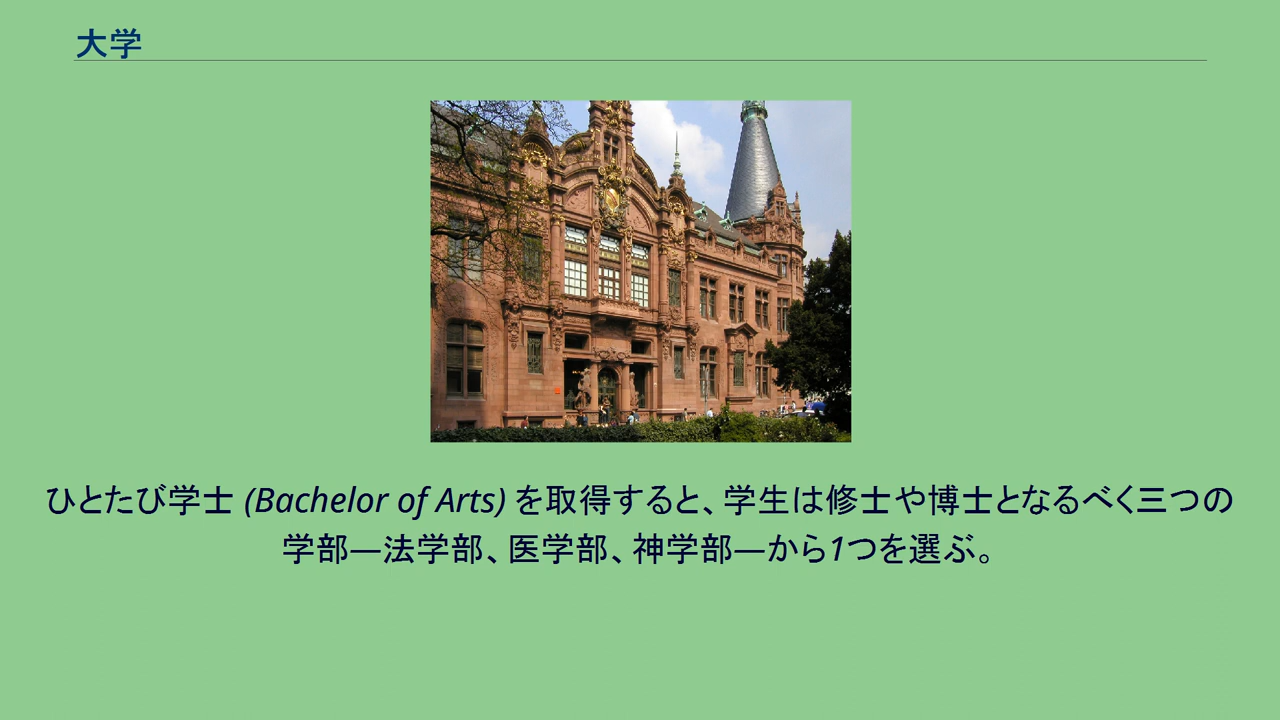 大学
ひとたび学士 (Bachelor of Arts) を取得すると、学生は修士や博士となるべく三つの
学部—法学部、医学部、神学部—から1つを選ぶ。